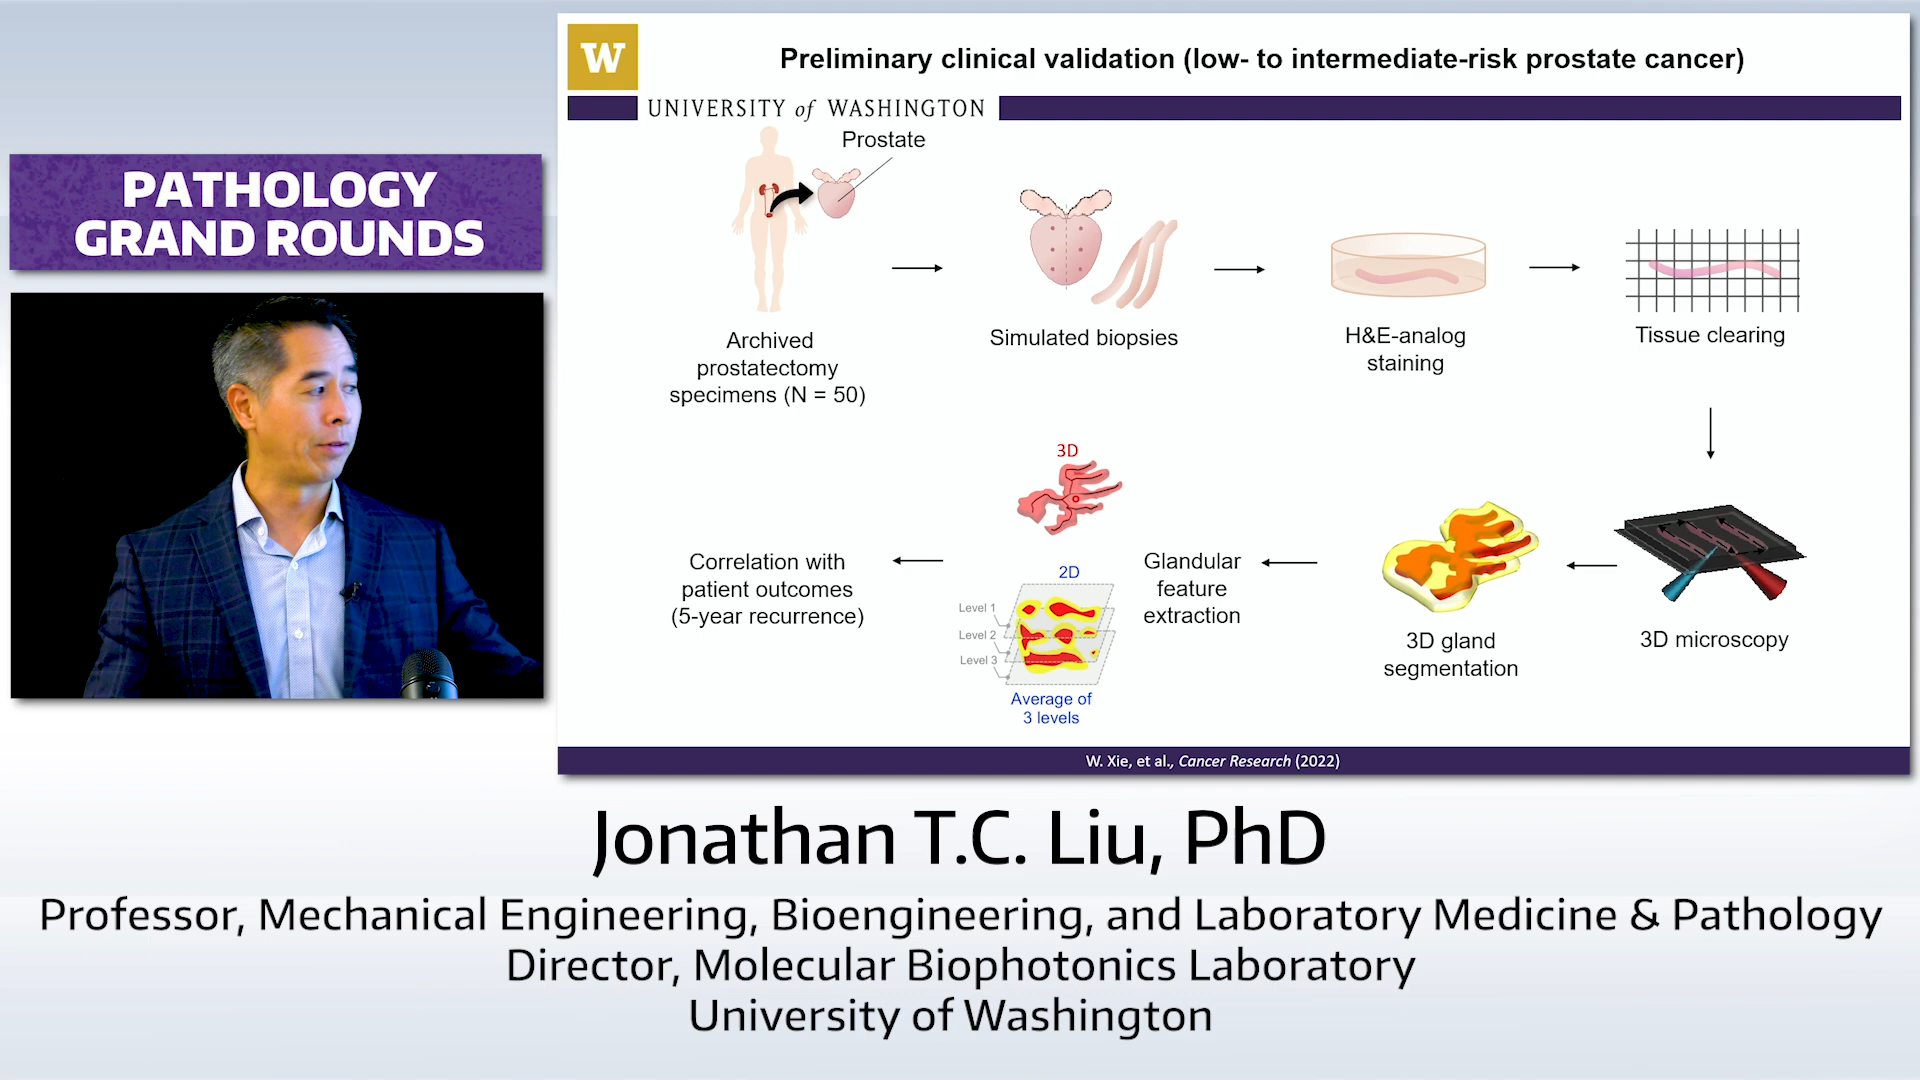 PATHOLOGY
GRAND ROUNDS
W
Preliminary clinical validation (low- to intermediate-risk prostate cancer)
UNIVERSITY of WASHINGTON
Prostate
Archived
prostatectomy
specimens (N = 50)
Simulated biopsies
H&E-analog
staining
Tissue clearing
3D microscopy
3D gland
segmentation
Glandular
feature
extraction
3D
2D
Level 1
Level 2
Level 3
Average of
3 levels
Correlation with
patient outcomes
(5-year recurrence)
W. Xie, et al., Cancer Research (2022)
Jonathan T.C. Liu, PhD
Professor, Mechanical Engineering, Bioengineering, and Laboratory Medicine & Pathology
Director, Molecular Biophotonics Laboratory
University of Washington